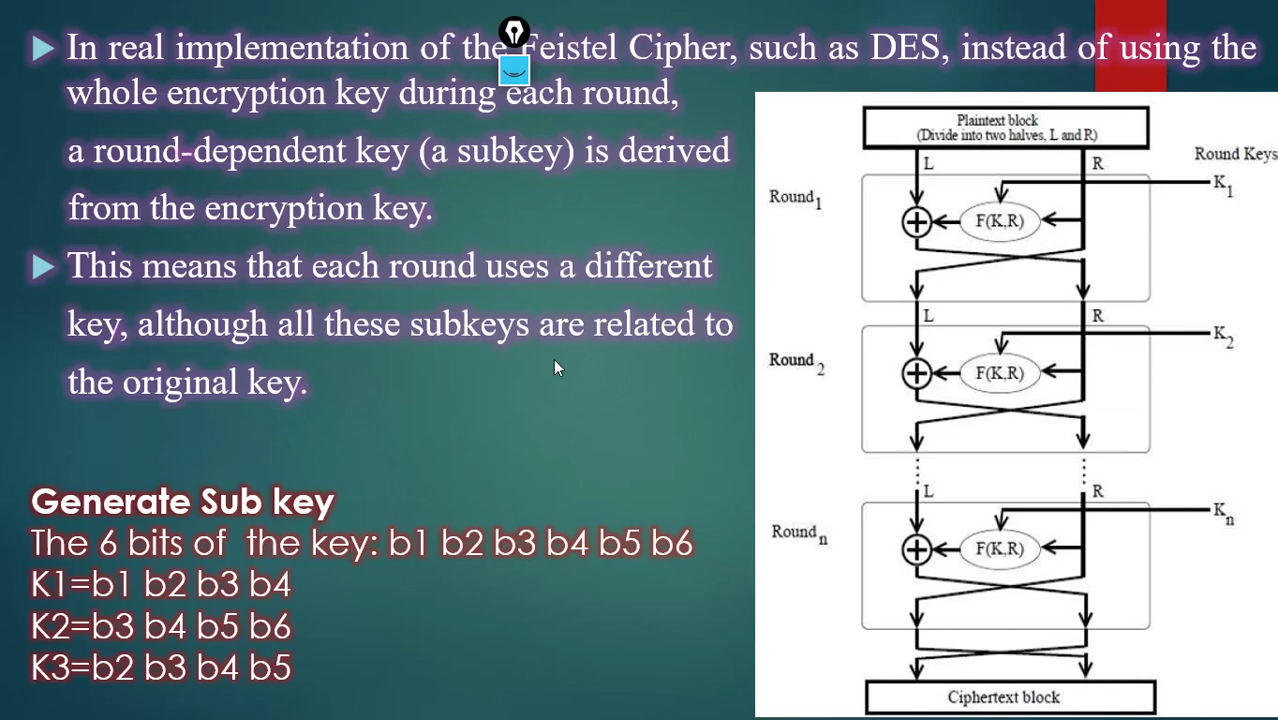 In real implementation of the Feistel Cipher, such as DES, instead of using the
whole encryption key during each round,
a round-dependent key (a subkey) is derived
from the encryption key.
This means that each round uses a different
key, although all these subkeys are related to
the original key.
Generate Sub key
The 6 bits of the key: b1 b2 b3 b4 b5 b6
K1=b1 b2 b3 b4
K2=b3 b4 b5 b6
K3=b2 b3 b4 b5
Plaintext block
(Divide into two halves, L and R)
Round Keys
L R
K1
Round1
F(K,R)
L R
K2
Round2
F(K,R)
L R
Kn
Roundn
F(K,R)
Ciphertext block